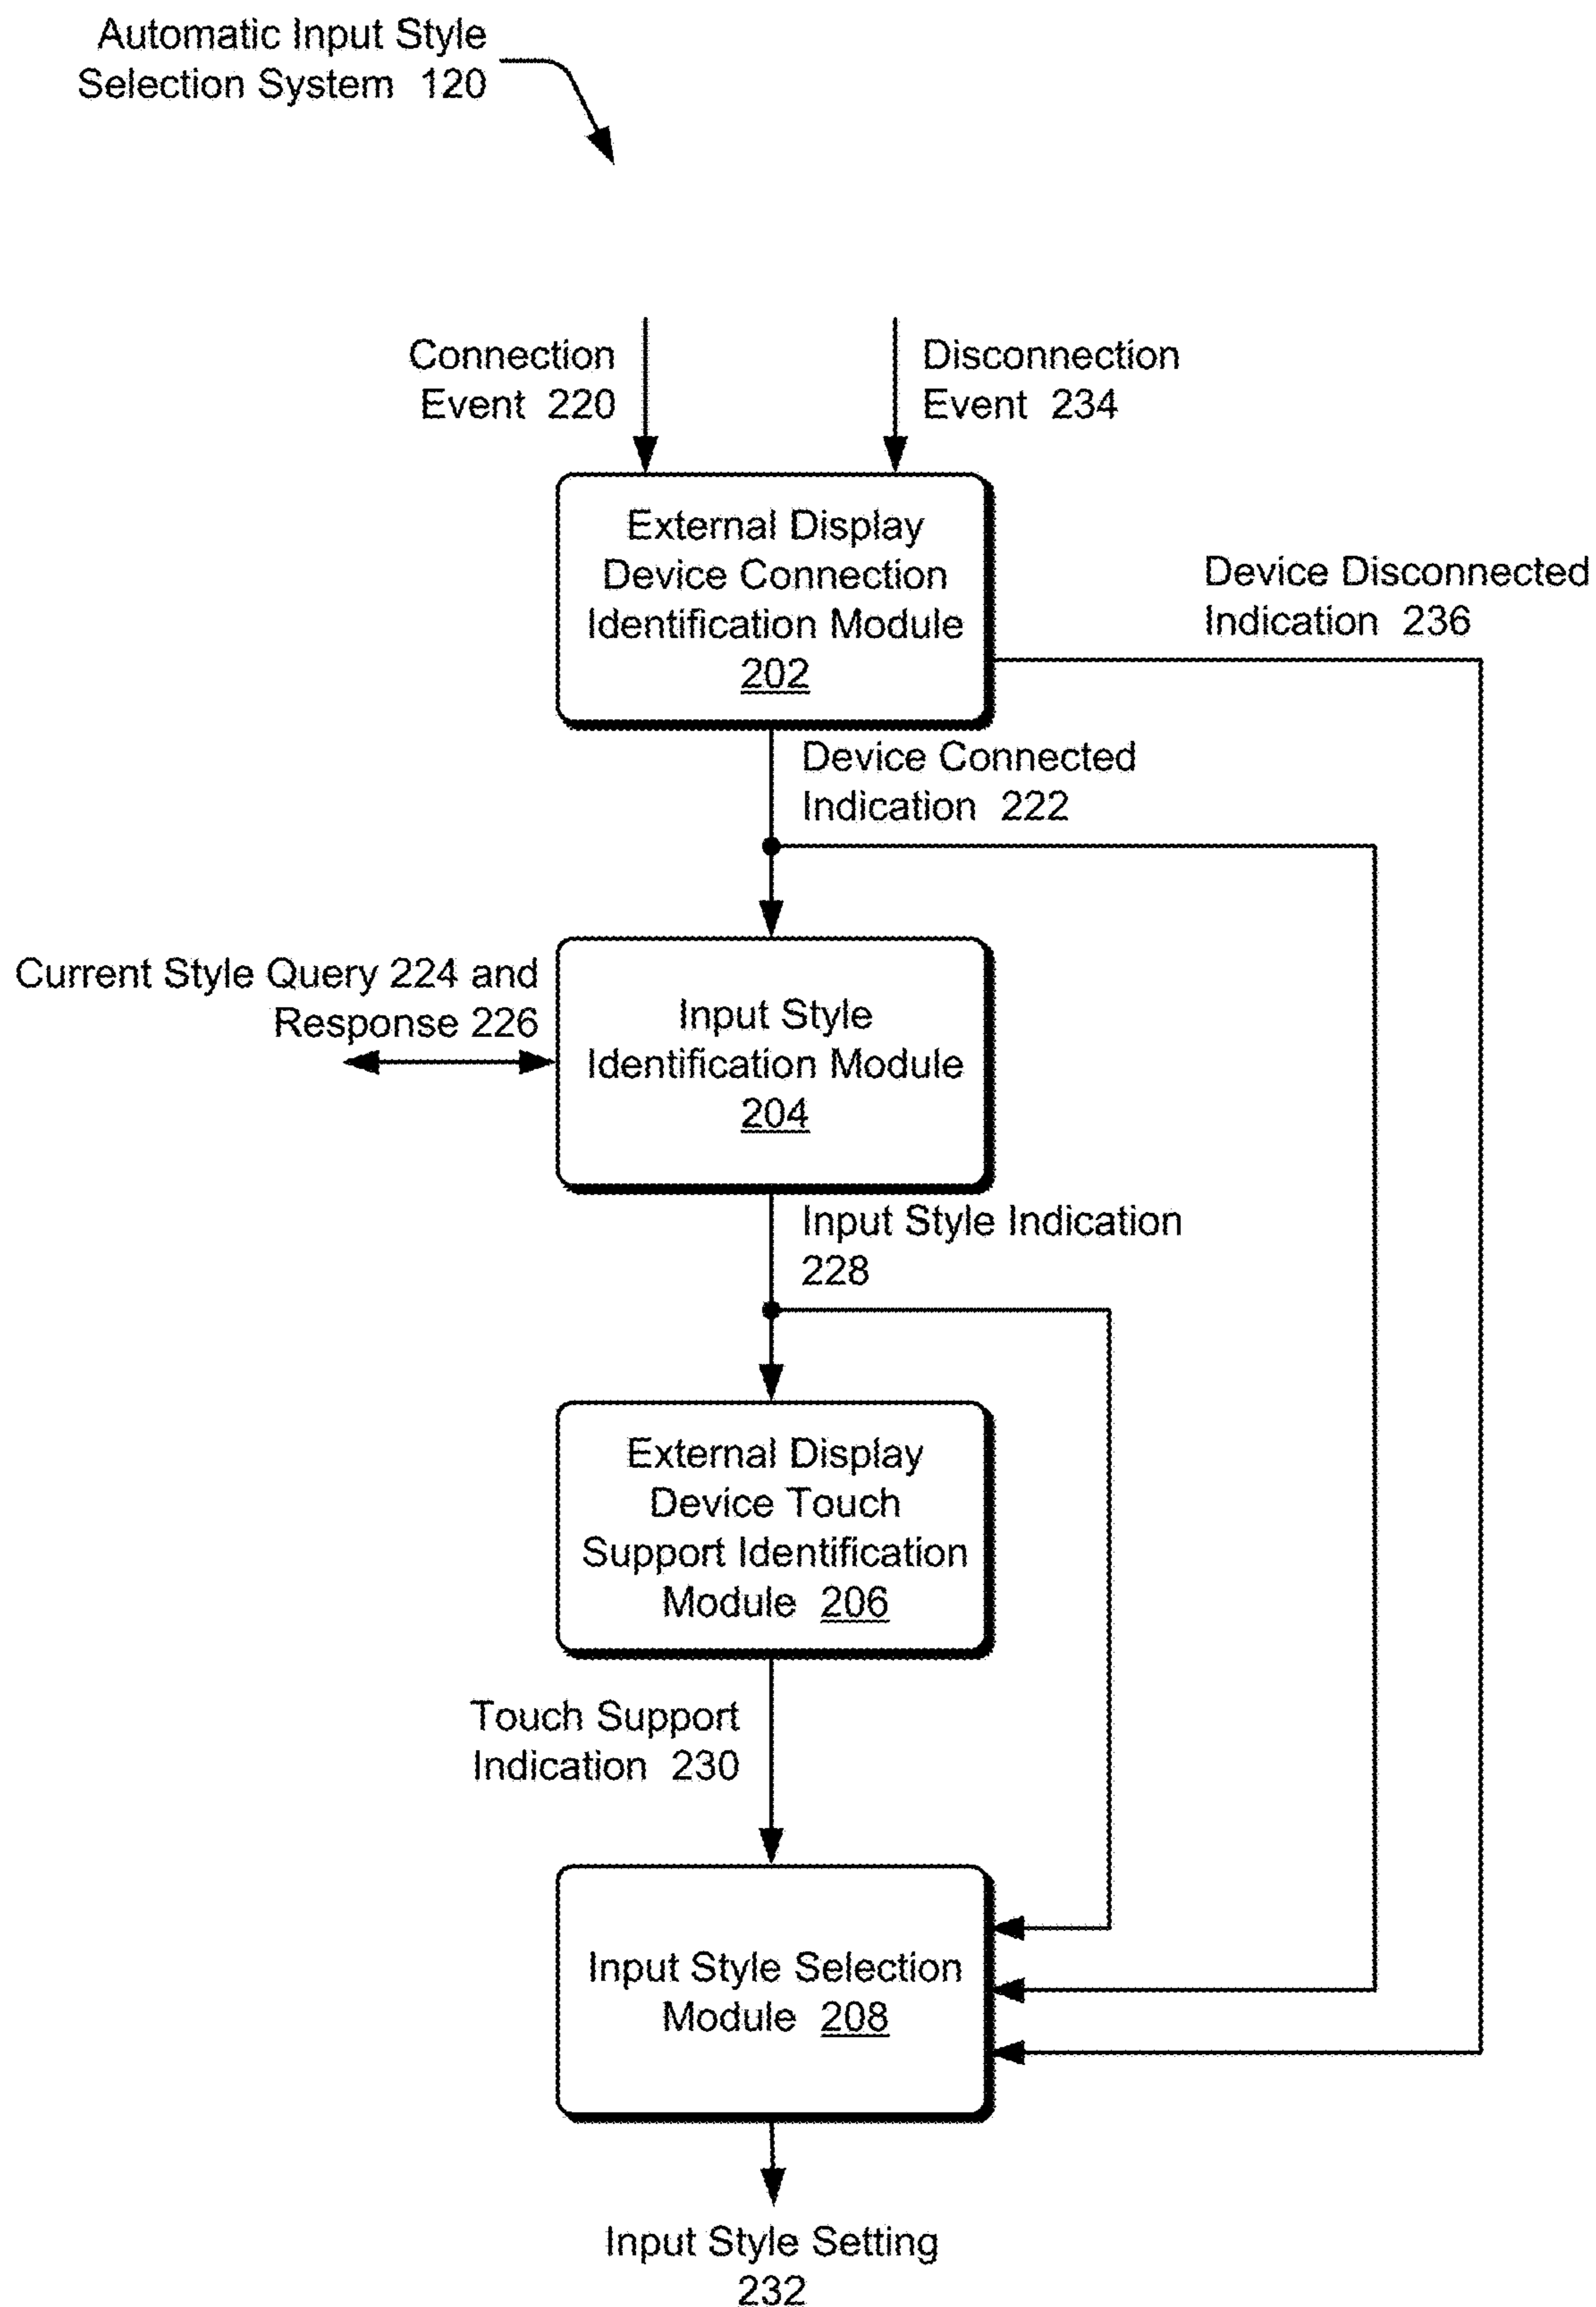 Automatic Input Style
Selection System 120
Connection
Event 220
Disconnection
Event 234
External Display
Device Connection
Identification Module
202
Device Disconnected
Indication 236
Device Connected
Indication 222
Current Style Query 224 and
Response 226
Input Style
Identification Module
204
Input Style Indication
228
External Display
Device Touch
Support Identification
Module 206
Touch Support
Indication 230
Input Style Selection
Module 208
Input Style Setting
232